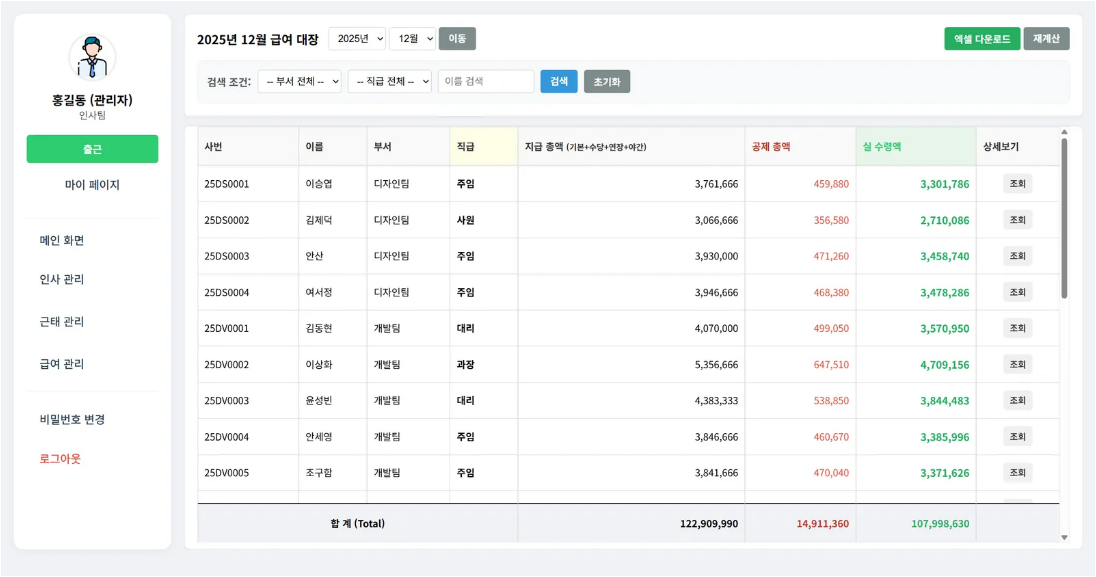 홍길동 (관리자)
인사팀
출근
마이 페이지
메인 화면
인사 관리
근태 관리
급여 관리
비밀번호 변경
로그아웃
2025년 12월 급여 대장 2025년 12월 이동 엑셀 다운로드 재계산
검색 조건: -- 부서 전체 -- -- 직급 전체 -- 이름 검색 검색 초기화
사번 이름 부서 직급 지급 총액 (기본+수당+연장+야간) 공제 총액 실 수령액 상세보기
25DS0001 이승엽 디자인팀 주임 3,761,666 459,880 3,301,786 조회
25DS0002 김제덕 디자인팀 사원 3,066,666 356,580 2,710,086 조회
25DS0003 안산 디자인팀 주임 3,930,000 471,260 3,458,740 조회
25DS0004 여서정 디자인팀 주임 3,946,666 468,380 3,478,286 조회
25DV0001 김동현 개발팀 대리 4,070,000 499,050 3,570,950 조회
25DV0002 이상화 개발팀 과장 5,356,666 647,510 4,709,156 조회
25DV0003 윤성빈 개발팀 대리 4,383,333 538,850 3,844,483 조회
25DV0004 안세영 개발팀 주임 3,846,666 460,670 3,385,996 조회
25DV0005 조구함 개발팀 주임 3,841,666 470,040 3,371,626 조회
합 계 (Total) 122,909,990 14,911,360 107,998,630